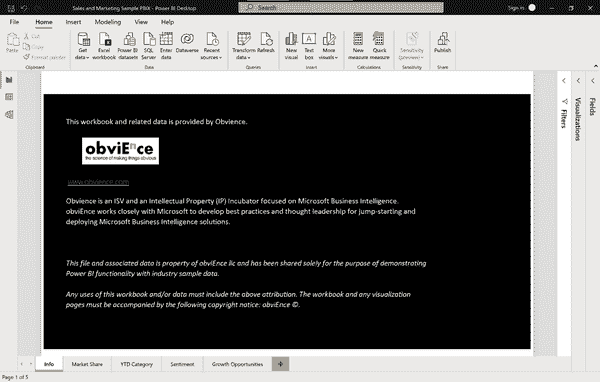 Sales and Marketing Sample PBIX - Power BI Desktop
Search
Sign in
File
Home
Insert
Modeling
View
Help
Paste
Cut
Copy
Format painter
Clipboard
Get data
Excel workbook
Power BI datasets
SQL Server
Enter data
Dataverse
Recent sources
Data
Transform data
Refresh
Queries
New visual
Text box
More visuals
Insert
New measure
Quick measure
Calculations
Sensitivity (preview)
Sensitivity
Publish
Share
This workbook and related data is provided by Obvience.
obviEnce
the science of making things obvious
www.obvience.com
Obvience is an ISV and an Intellectual Property (IP) Incubator focused on Microsoft Business Intelligence.
obviEnce works closely with Microsoft to develop best practices and thought leadership for jump-starting and
deploying Microsoft Business Intelligence solutions.
This file and associated data is property of obviEnce llc and has been shared solely for the purpose of demonstrating
Power BI functionality with industry sample data.
Any uses of this workbook and/or data must include the above attribution. The workbook and any visualization
pages must be accompanied by the following copyright notice: obviEnce ©.
Filters
Visualizations
Fields
Info
Market Share
YTD Category
Sentiment
Growth Opportunities
Page 1 of 5